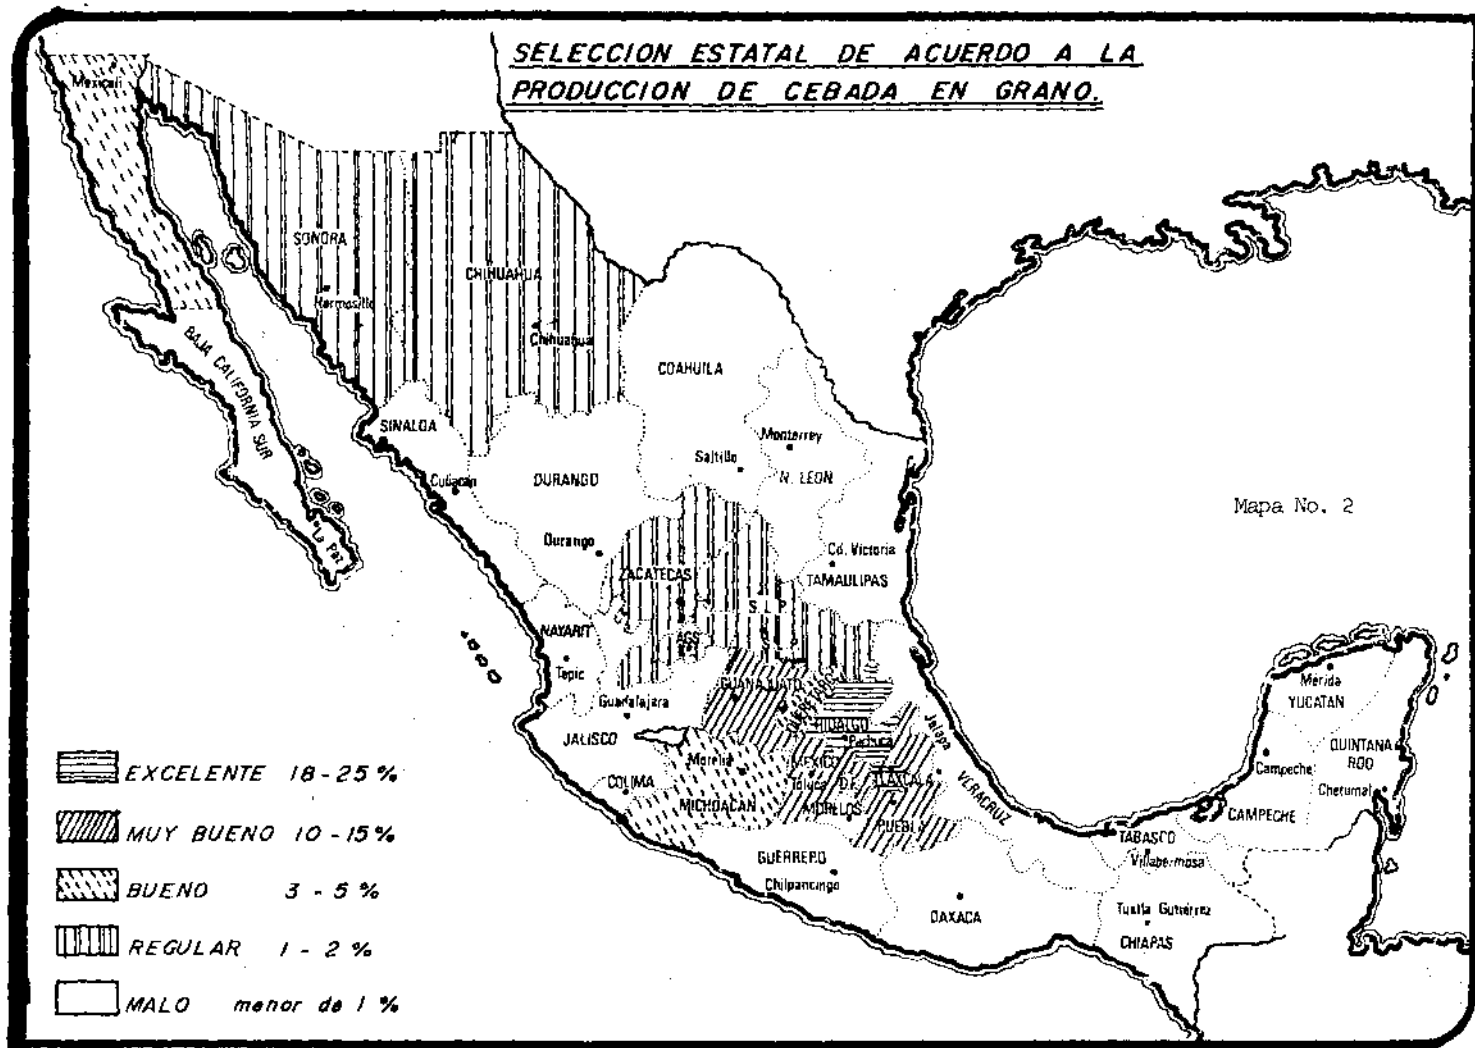 SELECCION ESTATAL DE ACUERDO A LA
PRODUCCION DE CEBADA EN GRANO.
Mexicali
SONORA
Hermosillo
CHIHUAHUA
Chihuahua
BAJA CALIFORNIA SUR
La Paz
COAHUILA
Saltillo
Monterrey
N. LEON
SINALOA
Culiacán
DURANGO
Durango
Cd. Victoria
TAMAULIPAS
ZACATECAS
S.L.P.
AGS
NAYARIT
Tepic
Guadalajara
JALISCO
COLIMA
GUANAJUATO
QUERETARO
HIDALGO
Pachuca
Morelia
MICHOACAN
MEXICO
Toluca
D.F.
MORELOS
TLAXCALA
PUEBLA
Jalapa
VERACRUZ
GUERRERO
Chilpancingo
OAXACA
TABASCO
Villahermosa
Tuxtla Gutiérrez
CHIAPAS
CAMPECHE
Campeche
Mérida
YUCATAN
QUINTANA
ROO
Chetumal
Mapa No. 2
EXCELENTE 18-25 %
MUY BUENO 10-15%
BUENO 3 - 5 %
REGULAR 1 - 2 %
MALO menor de 1 %